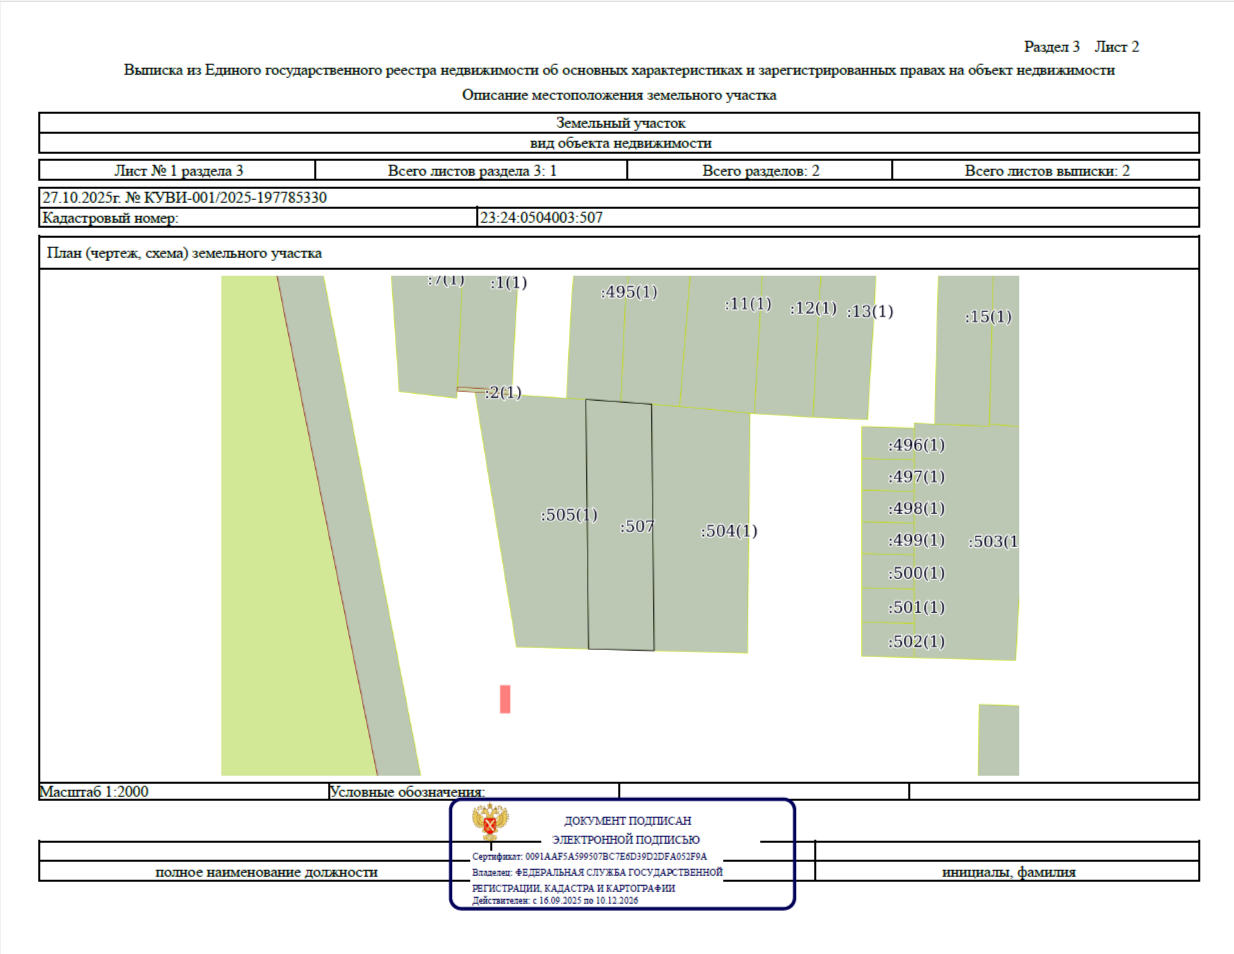 Раздел 3 Лист 2
Выписка из Единого государственного реестра недвижимости об основных характеристиках и зарегистрированных правах на объект недвижимости
Описание местоположения земельного участка
Земельный участок
вид объекта недвижимости
Лист № 1 раздела 3 Всего листов раздела 3: 1 Всего разделов: 2 Всего листов выписки: 2
27.10.2025г. № КУВИ-001/2025-197785330
Кадастровый номер: 23:24:0504003:507
План (чертеж, схема) земельного участка
:7(1) :1(1)
:495(1) :11(1) :12(1) :13(1) :15(1)
:2(1)
:496(1)
:497(1)
:498(1)
:505(1) :507 :504(1)
:499(1) :503(1
:500(1)
:501(1)
:502(1)
Масштаб 1:2000 Условные обозначения:
ДОКУМЕНТ ПОДПИСАН
ЭЛЕКТРОННОЙ ПОДПИСЬЮ
Сертификат: 0091AAF5A599507BC7E6D39D2DFA052F9A
Владелец: ФЕДЕРАЛЬНАЯ СЛУЖБА ГОСУДАРСТВЕННОЙ
РЕГИСТРАЦИИ, КАДАСТРА И КАРТОГРАФИИ
Действителен: с 16.09.2025 по 10.12.2026
полное наименование должности инициалы, фамилия